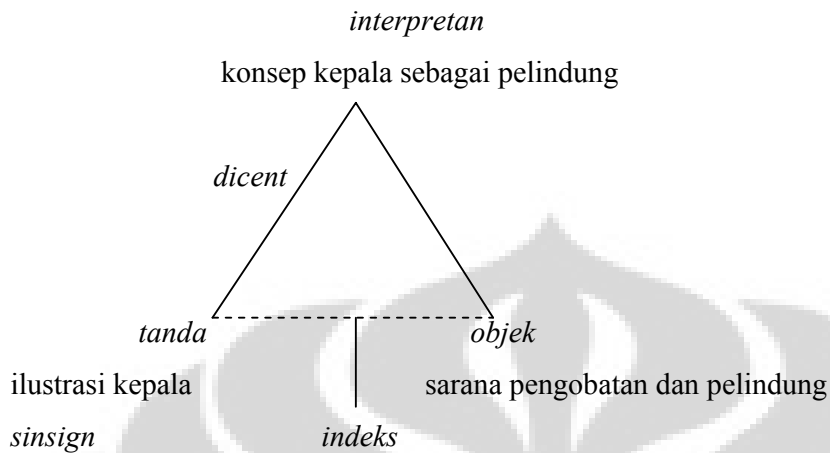 interpretan
konsep kepala sebagai pelindung
dicent
tanda objek
ilustrasi kepala sarana pengobatan dan pelindung
sinsign indeks